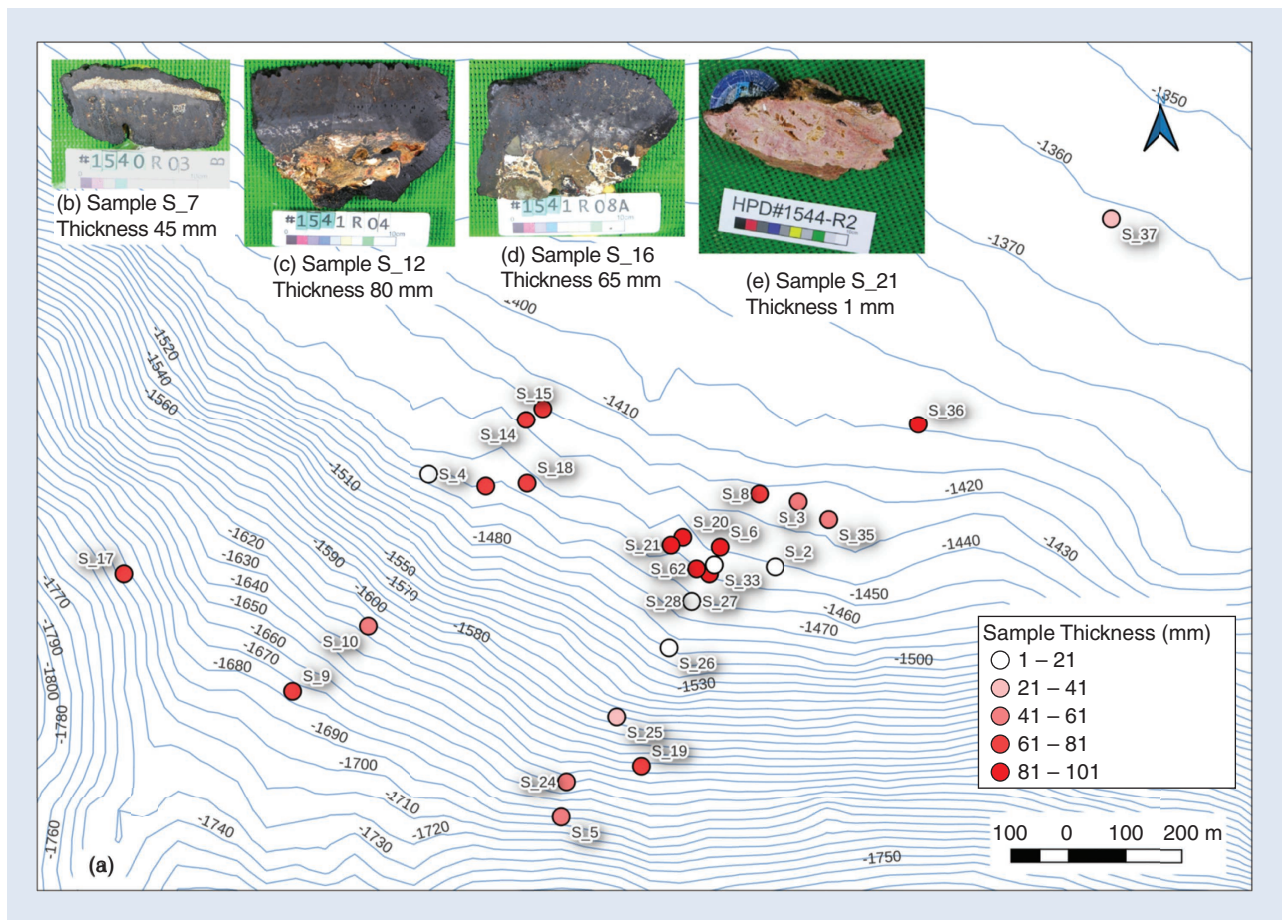 #1540 R 03
B
(b) Sample S_7
Thickness 45 mm
#1541 R 04
10cm
(c) Sample S_12
Thickness 80 mm
#1541 R 08A
10cm
(d) Sample S_16
Thickness 65 mm
HPD#1544-R2
(e) Sample S_21
Thickness 1 mm
-1350
-1360
-1370
S_37
-1400
-1410
-1520
-1540
-1560
S_15
S_14
S_36
S_4
S_18
-1510
-1480
S_8
S_3
S_35
-1420
-1440
-1430
S_20
S_6
S_21
S_2
S_62
S_33
-1450
S_28
S_27
-1460
-1470
S_17
-1620
-1630
-1640
-1650
-1660
-1670
-1680
-1590
-1550
-1570
-1600
-1580
S_10
S_9
S_26
-1500
-1530
-1770
-1790
-1800
-1780
-1760
-1690
-1700
-1710
-1720
-1730
-1740
S_25
S_19
S_24
S_5
-1750
Sample Thickness (mm)
1 – 21
21 – 41
41 – 61
61 – 81
81 – 101
100 0 100 200 m
(a)